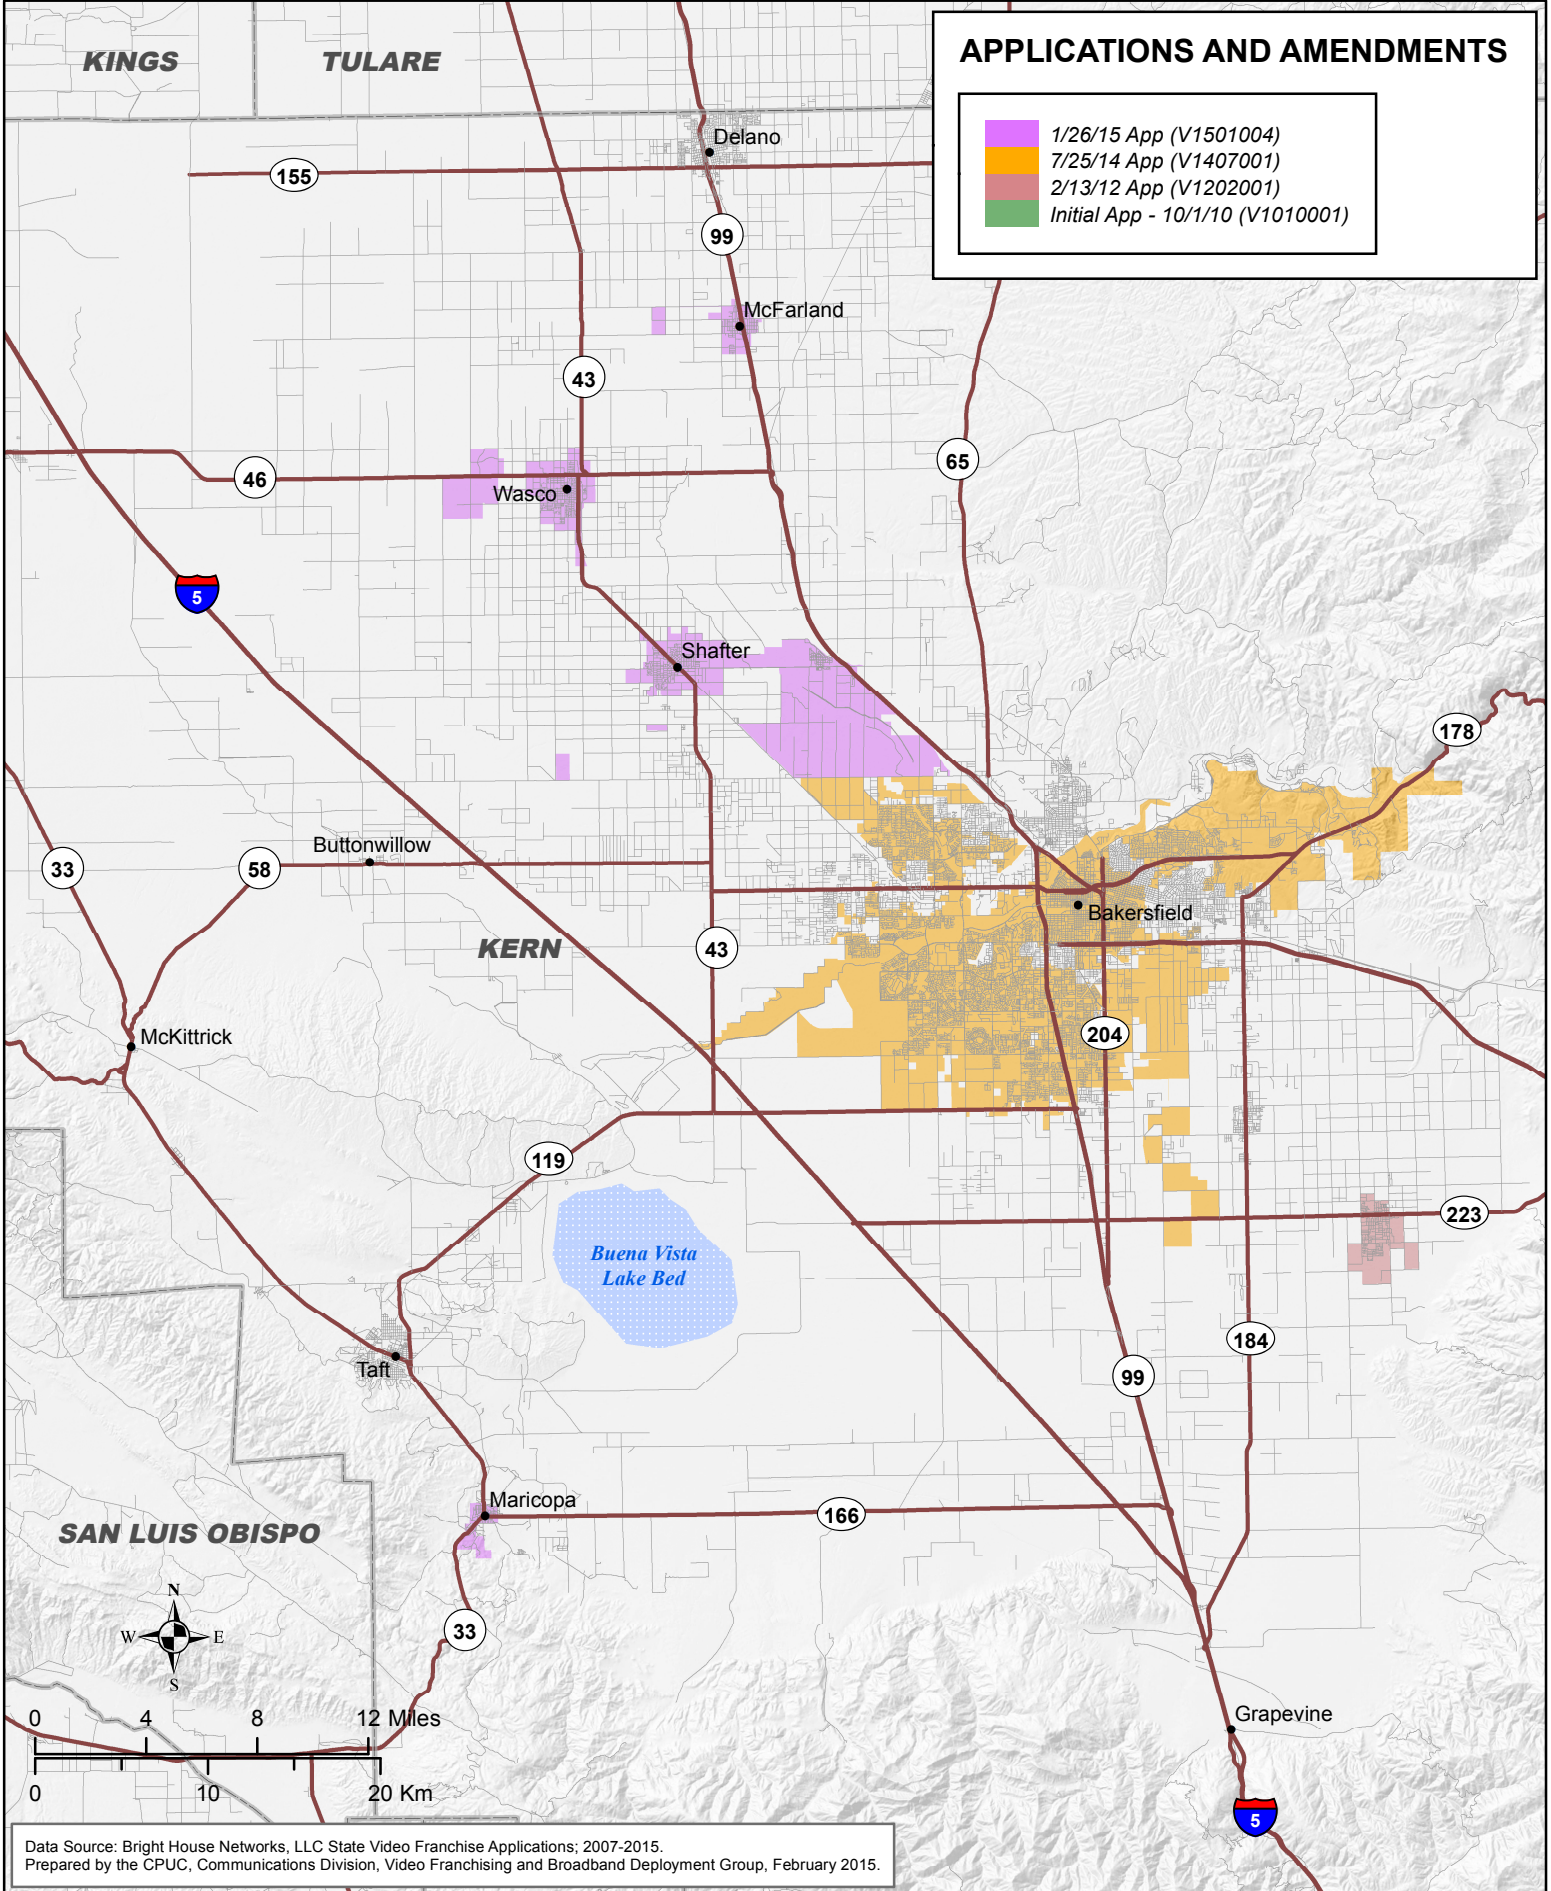 APPLICATIONS AND AMENDMENTS
1/26/15 App (V1501004)
7/25/14 App (V1407001)
2/13/12 App (V1202001)
Initial App - 10/1/10 (V1010001)
KINGS
TULARE
Delano
155
99
McFarland
43
65
46
Wasco
5
Shafter
178
Buttonwillow
33
58
Bakersfield
KERN
43
McKittrick
204
119
223
Buena Vista
Lake Bed
184
Taft
99
Maricopa
166
SAN LUIS OBISPO
N
W
E
S
33
0
4
8
12 Miles
0
10
20 Km
Grapevine
5
Data Source: Bright House Networks, LLC State Video Franchise Applications; 2007-2015.
Prepared by the CPUC, Communications Division, Video Franchising and Broadband Deployment Group, February 2015.